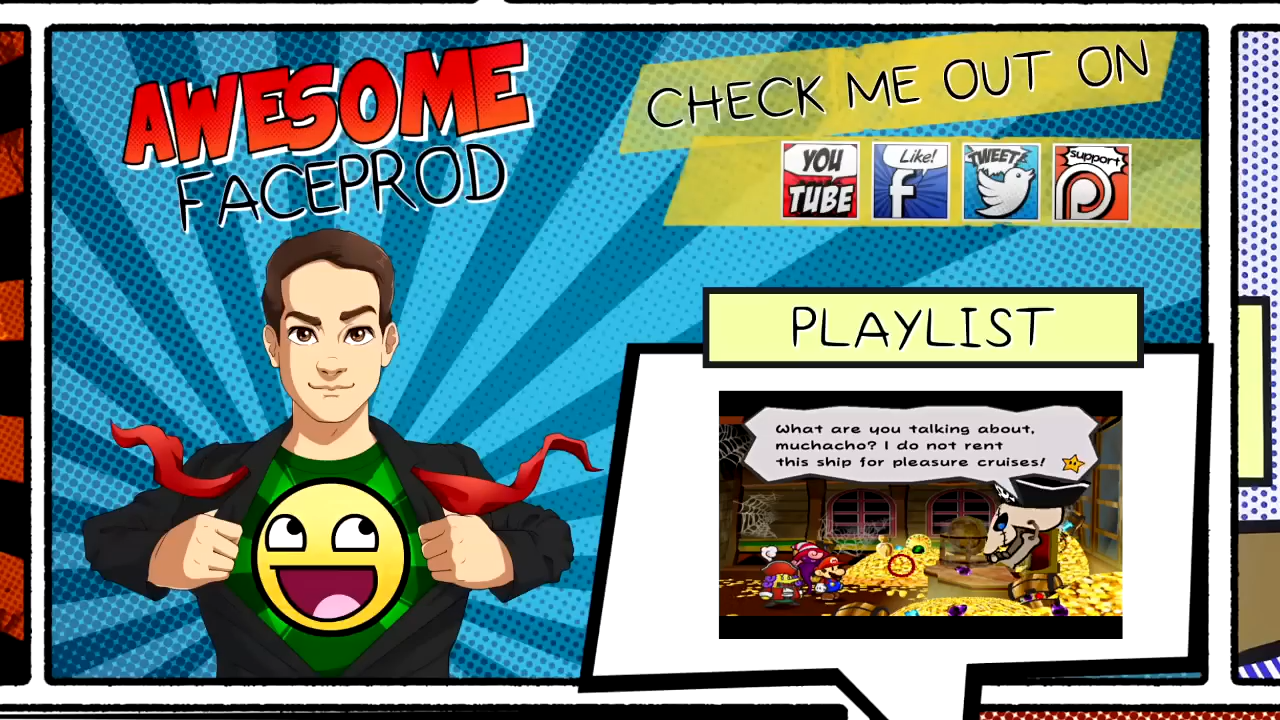 AWESOME
FACEPROD
CHECK ME OUT ON
YOU
TUBE
Like!
f
TWEET!
support
PLAYLIST
What are you talking about,
muchacho? I do not rent
this ship for pleasure cruises!